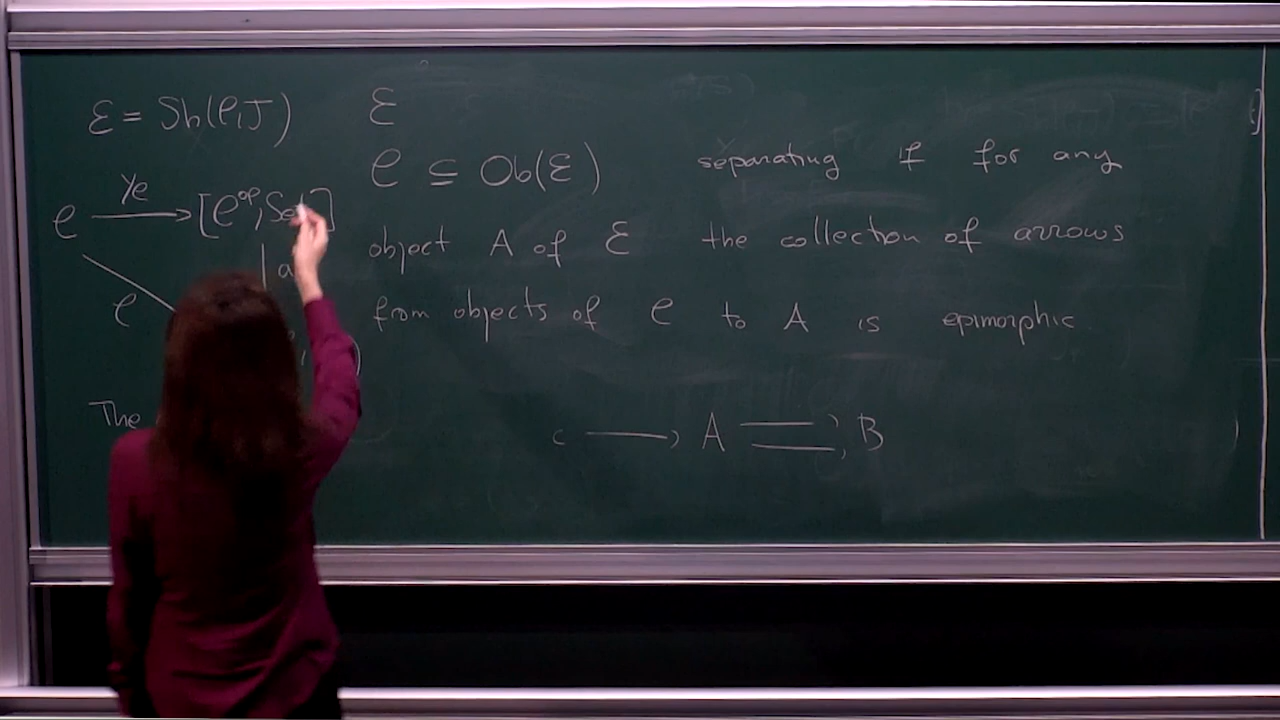 ℰ = Sh(𝒞,J)
𝒞 —y_𝒞→ [𝒞^op, Set]
a
ℓ
The
ℰ
𝒞 ⊆ Ob(ℰ) separating if for any
object A of ℰ the collection of arrows
from objects of 𝒞 to A is epimorphic
c ⟶ A ⇉ B